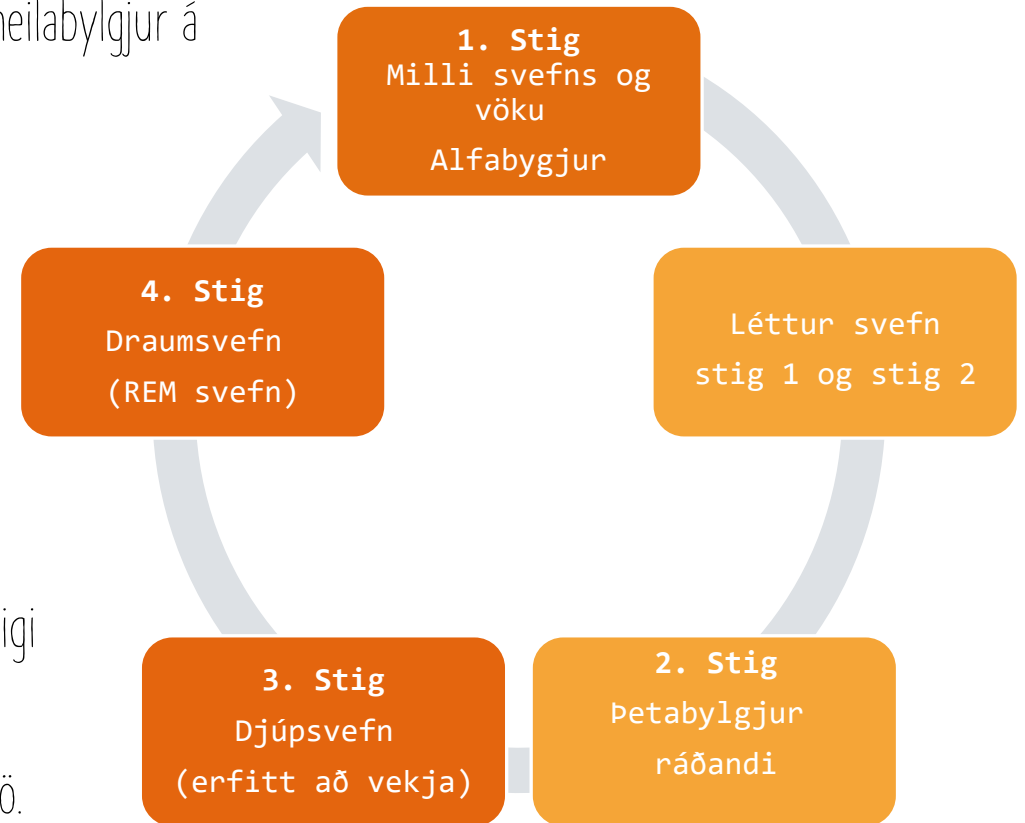 heilabylgjur á
1. Stig
Milli svefns og
vöku
Alfabygjur
Léttur svefn
stig 1 og stig 2
2. Stig
Þetabylgjur
ráðandi
3. Stig
Djúpsvefn
(erfitt að vekja)
4. Stig
Draumsvefn
(REM svefn)